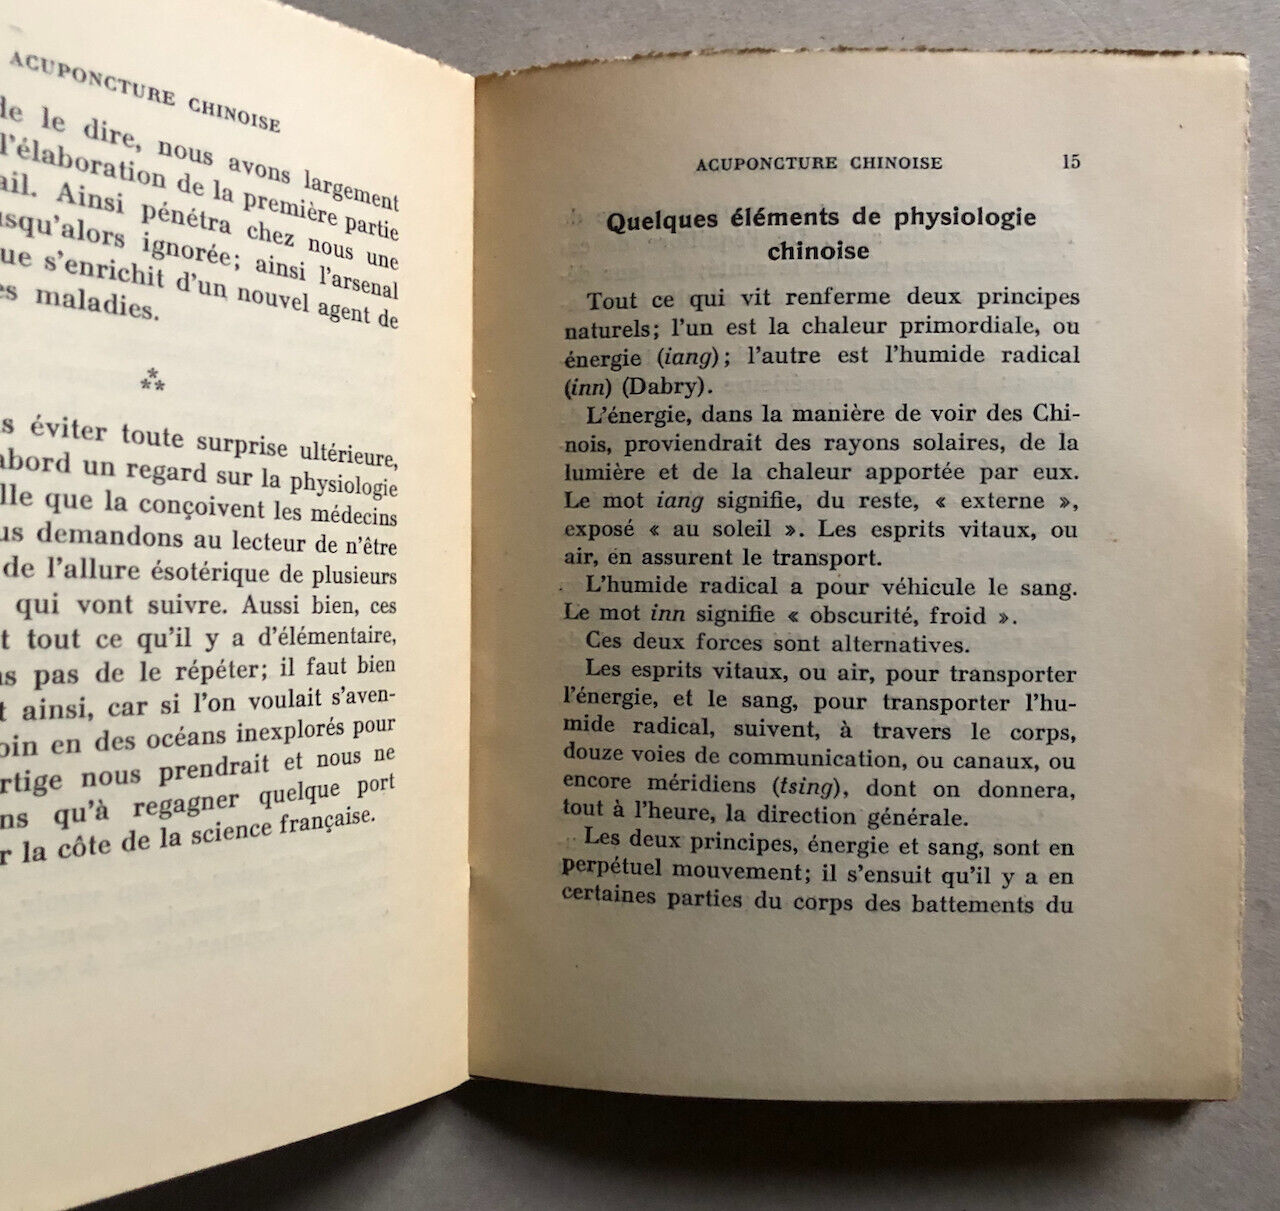 ACUPONCTURE CHINOISE
de le dire, nous avons largement
l'élaboration de la première partie
ail. Ainsi pénétra chez nous une
usqu'alors ignorée; ainsi l'arsenal
ue s'enrichit d'un nouvel agent de
es maladies.
***
s éviter toute surprise ultérieure,
abord un regard sur la physiologie
lle que la conçoivent les médecins
us demandons au lecteur de n'être
de l'allure ésotérique de plusieurs
qui vont suivre. Aussi bien, ces
t tout ce qu'il y a d'élémentaire,
as pas de le répéter; il faut bien
t ainsi, car si l'on voulait s'aven-
oin en des océans inexplorés pour
rtige nous prendrait et nous ne
ns qu'à regagner quelque port
r la côte de la science française.
ACUPONCTURE CHINOISE 15
Quelques éléments de physiologie
chinoise
Tout ce qui vit renferme deux principes
naturels; l'un est la chaleur primordiale, ou
énergie (iang); l'autre est l'humide radical
(inn) (Dabry).
L'énergie, dans la manière de voir des Chi-
nois, proviendrait des rayons solaires, de la
lumière et de la chaleur apportée par eux.
Le mot iang signifie, du reste, « externe »,
exposé « au soleil ». Les esprits vitaux, ou
air, en assurent le transport.
L'humide radical a pour véhicule le sang.
Le mot inn signifie « obscurité, froid ».
Ces deux forces sont alternatives.
Les esprits vitaux, ou air, pour transporter
l'énergie, et le sang, pour transporter l'hu-
mide radical, suivent, à travers le corps,
douze voies de communication, ou canaux, ou
encore méridiens (tsing), dont on donnera,
tout à l'heure, la direction générale.
Les deux principes, énergie et sang, sont en
perpétuel mouvement; il s'ensuit qu'il y a en
certaines parties du corps des battements du